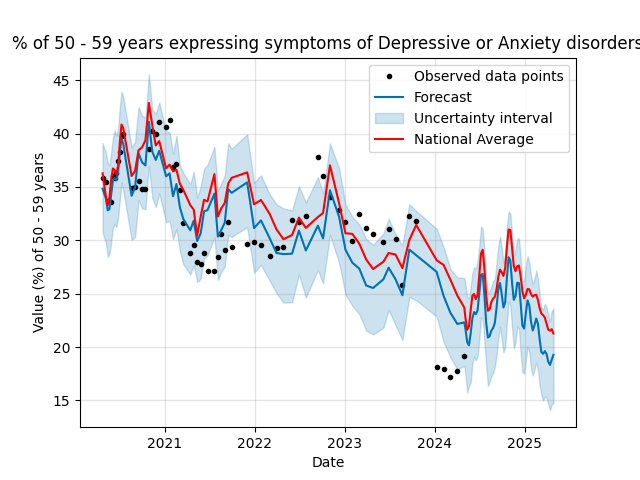 % of 50 - 59 years expressing symptoms of Depressive or Anxiety disorders
Observed data points
Forecast
Uncertainty interval
National Average
Value (%) of 50 - 59 years
45
40
35
30
25
20
15
2021
2022
2023
2024
2025
Date